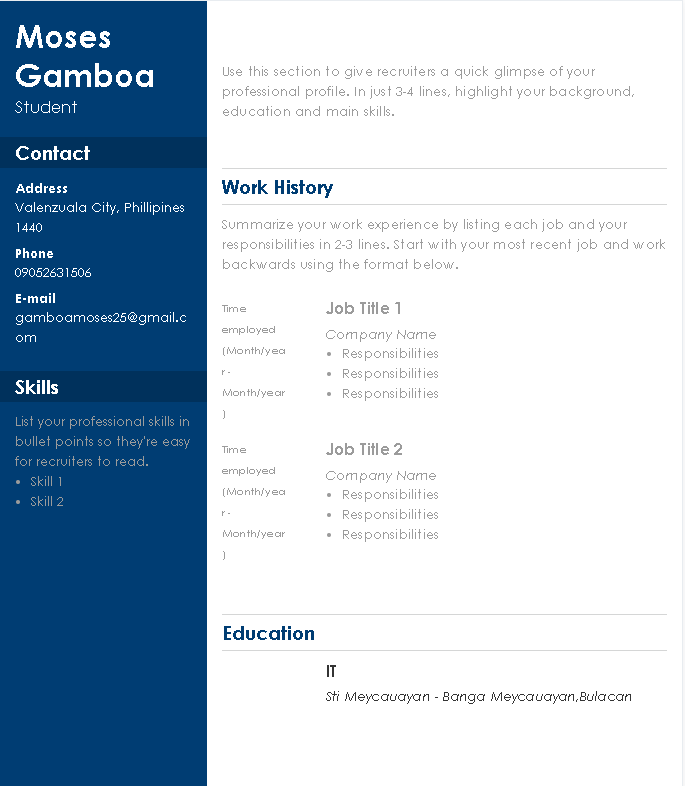 Moses
Gamboa
Student
Contact
Address
Valenzuala City, Phillipines
1440
Phone
09052631506
E-mail
gamboamoses25@gmail.c
om
Skills
List your professional skills in
bullet points so they're easy
for recruiters to read.
• Skill 1
• Skill 2
Use this section to give recruiters a quick glimpse of your
professional profile. In just 3-4 lines, highlight your background,
education and main skills.
Work History
Summarize your work experience by listing each job and your
responsibilities in 2-3 lines. Start with your most recent job and work
backwards using the format below.
Time
employed
(Month/yea
r -
Month/year
)
Job Title 1
Company Name
• Responsibilities
• Responsibilities
• Responsibilities
Time
employed
(Month/yea
r -
Month/year
)
Job Title 2
Company Name
• Responsibilities
• Responsibilities
• Responsibilities
Education
IT
Sti Meycauayan - Banga Meycauayan,Bulacan